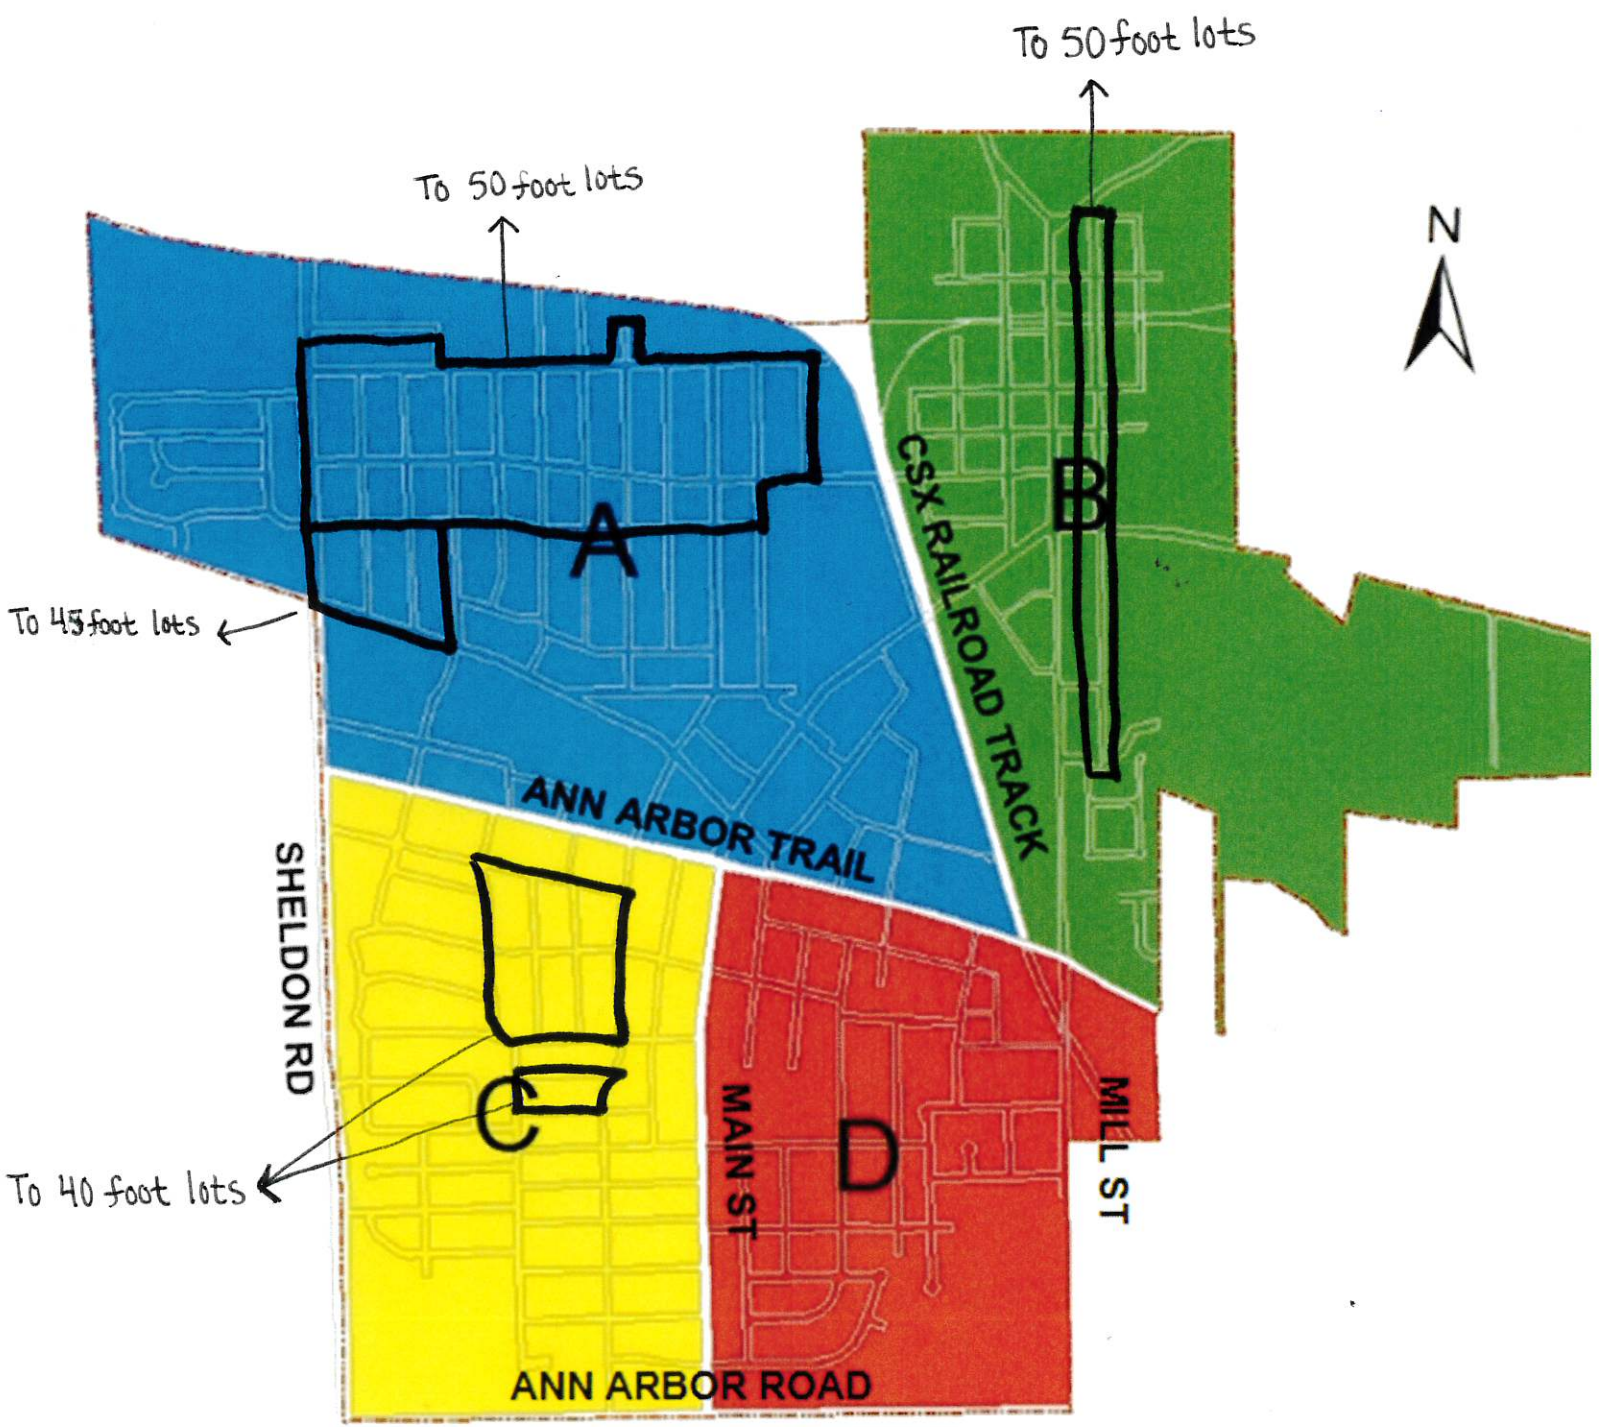 To 50 foot lots
To 50 foot lots
N
CSX RAILROAD TRACK
B
A
To 45 foot lots
ANN ARBOR TRAIL
SHELDON RD
C
MAIN ST
D
MILL ST
To 40 foot lots
ANN ARBOR ROAD